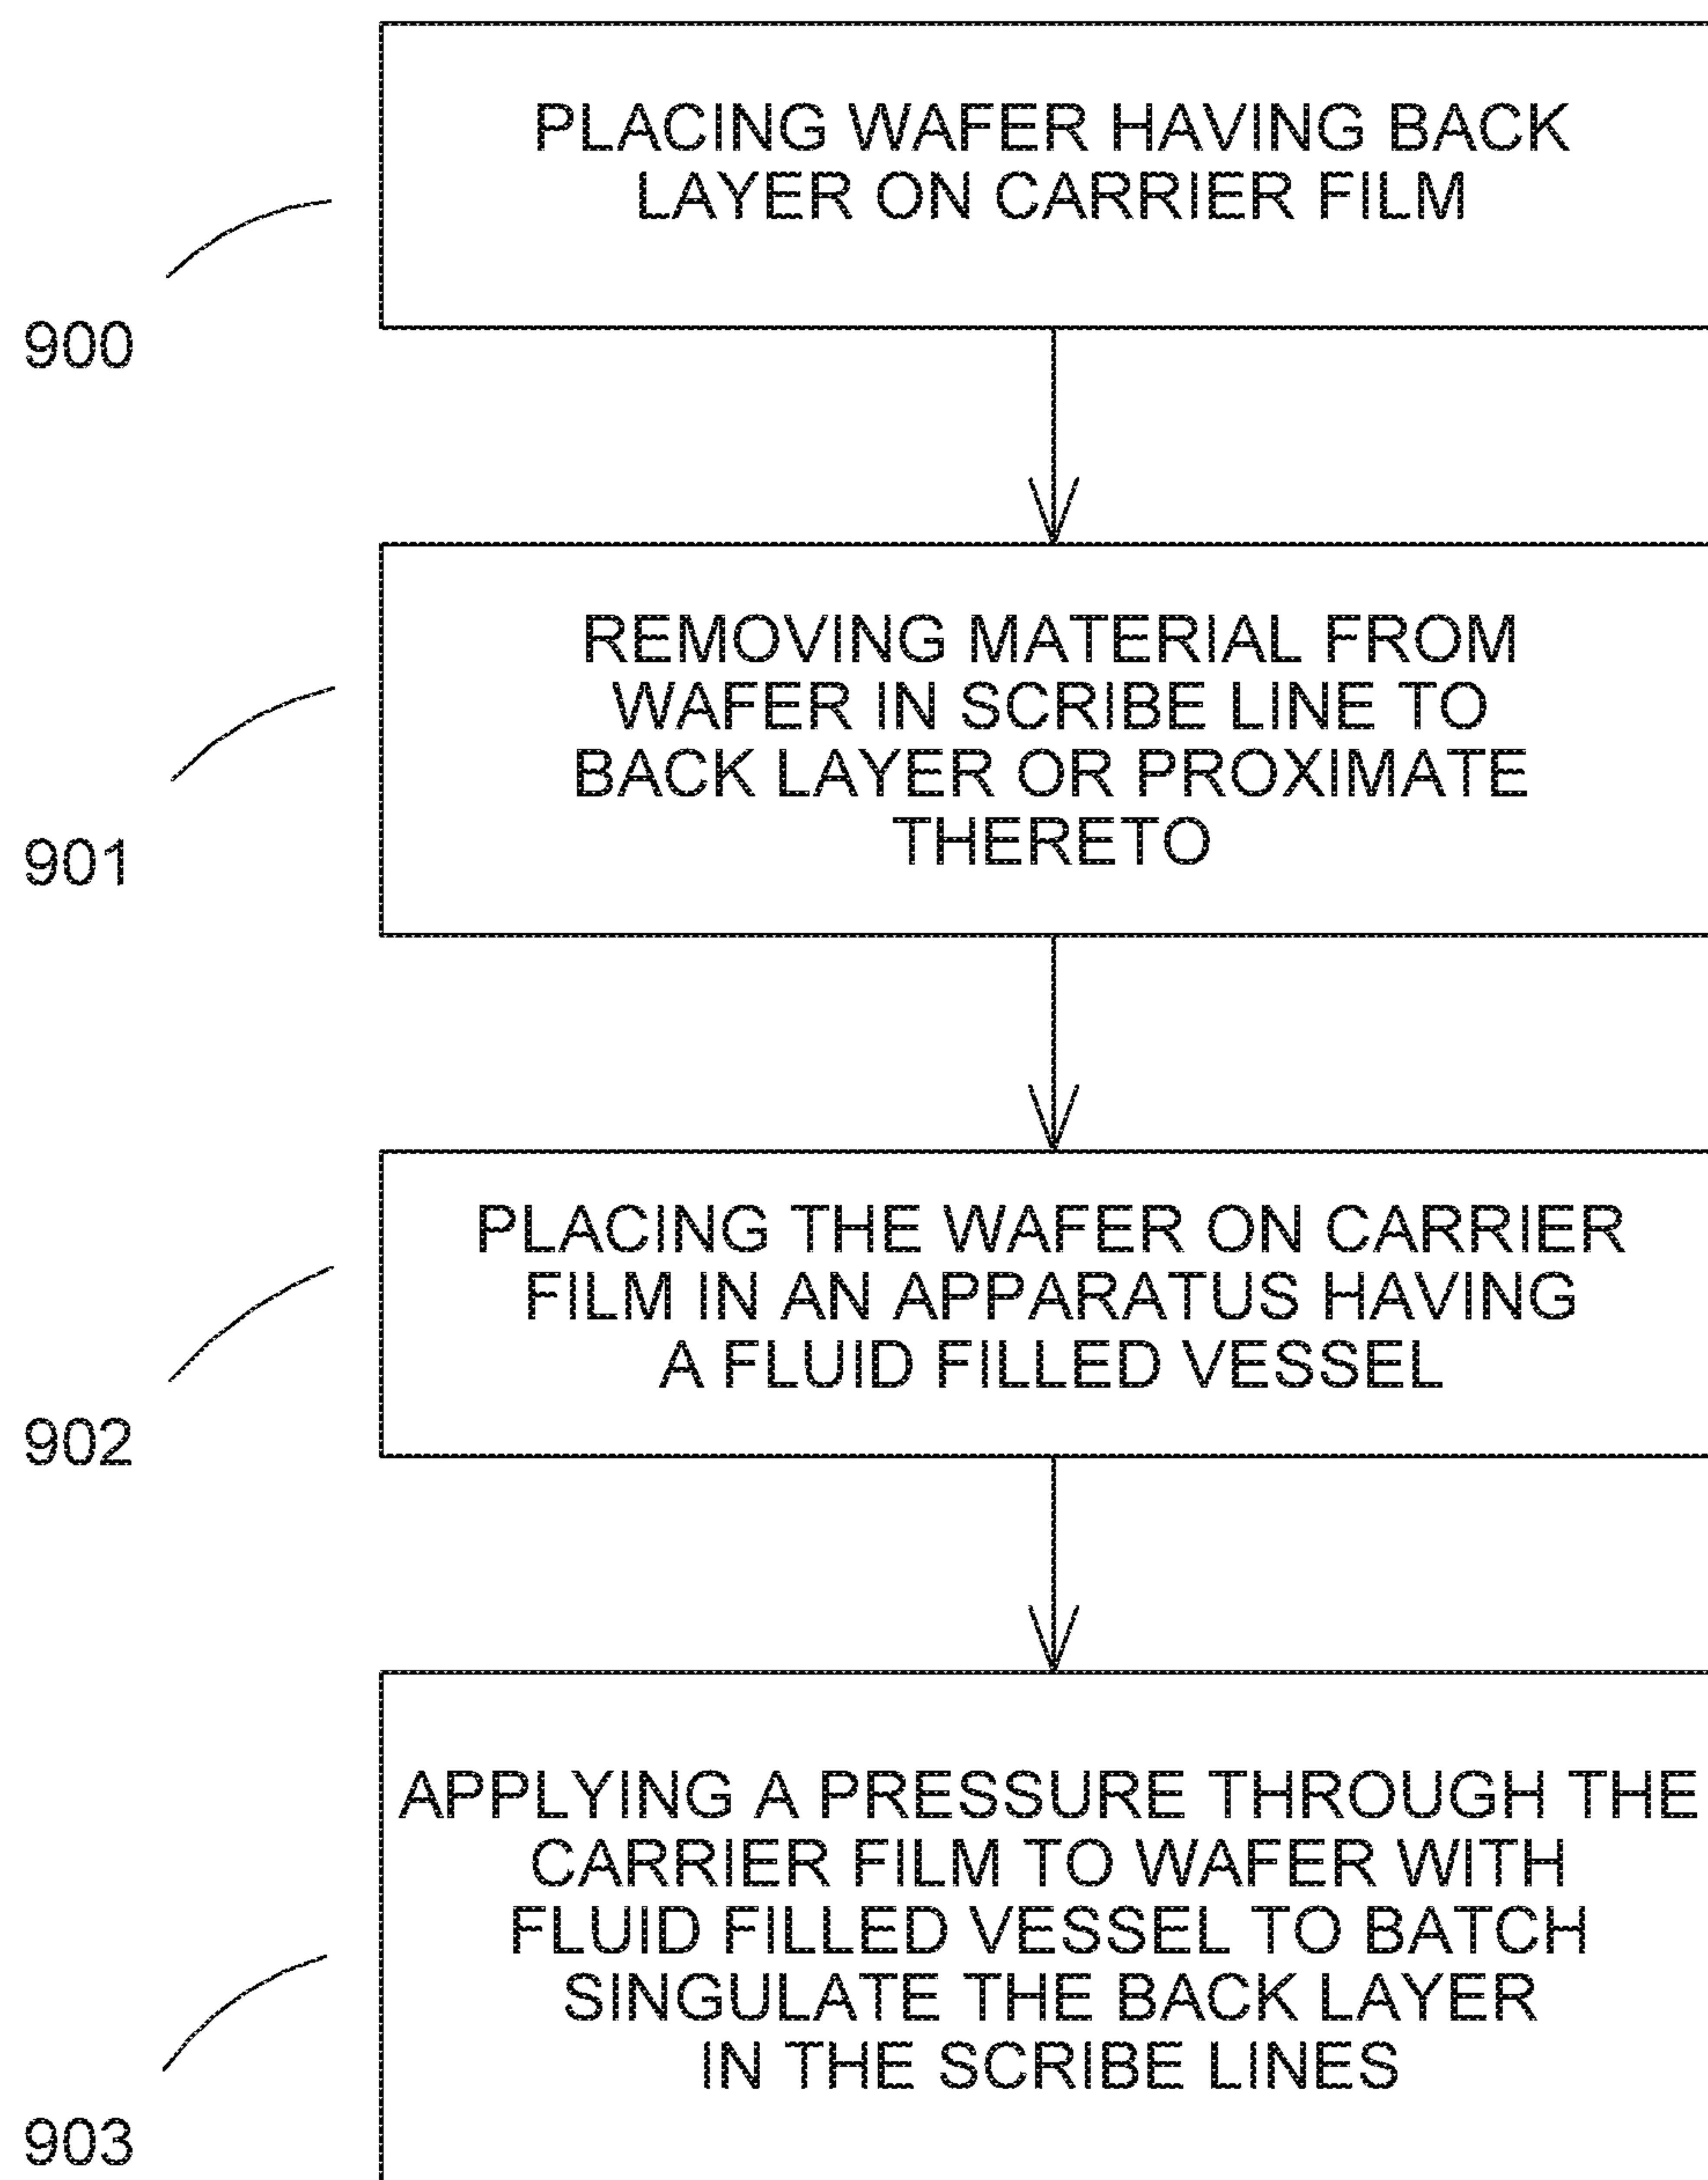 PLACING WAFER HAVING BACK
LAYER ON CARRIER FILM
900
REMOVING MATERIAL FROM
WAFER IN SCRIBE LINE TO
BACK LAYER OR PROXIMATE
THERETO
901
PLACING THE WAFER ON CARRIER
FILM IN AN APPARATUS HAVING
A FLUID FILLED VESSEL
902
APPLYING A PRESSURE THROUGH THE
CARRIER FILM TO WAFER WITH
FLUID FILLED VESSEL TO BATCH
SINGULATE THE BACK LAYER
IN THE SCRIBE LINES
903